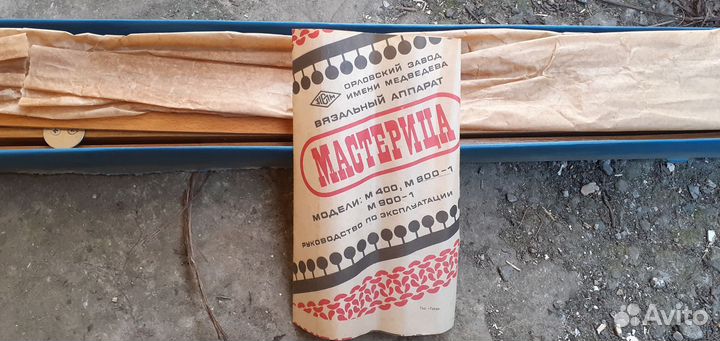 ОРЛОВСКИЙ ЗАВОД
ИМЕНИ МЕДВЕДЕВА
ВЯЗАЛЬНЫЙ АППАРАТ
МАСТЕРИЦА
МОДЕЛИ: М 400, М 800-1
М 900-1
РУКОВОДСТВО ПО ЭКСПЛУАТАЦИИ
Avito